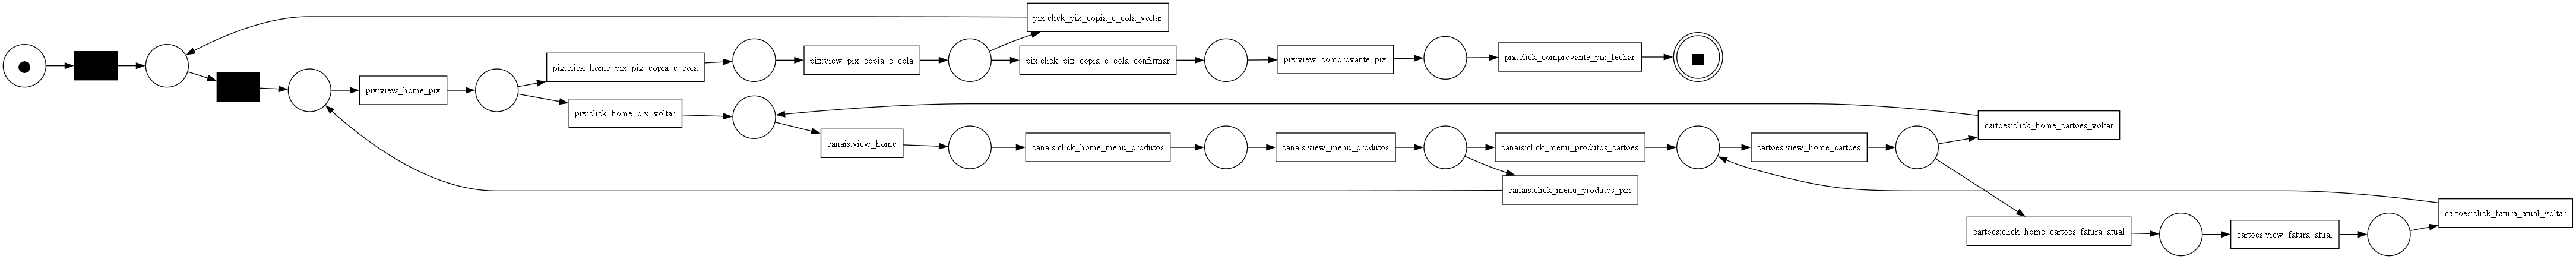 pix:click_pix_copia_e_cola_voltar
pix:click_home_pix_pix_copia_e_cola
pix:view_pix_copia_e_cola
pix:click_pix_copia_e_cola_confirmar
pix:view_comprovante_pix
pix:click_comprovante_pix_fechar
pix:view_home_pix
pix:click_home_pix_voltar
cartoes:click_home_cartoes_voltar
canais:view_home
canais:click_home_menu_produtos
canais:view_menu_produtos
canais:click_menu_produtos_cartoes
cartoes:view_home_cartoes
canais:click_menu_produtos_pix
cartoes:click_fatura_atual_voltar
cartoes:click_home_cartoes_fatura_atual
cartoes:view_fatura_atual